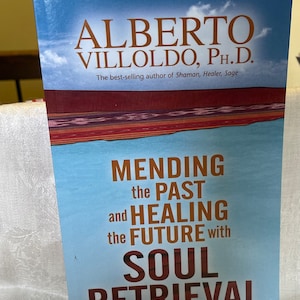 ALBERTO
VILLOLDO, PH.D.
The best-selling author of Shaman, Healer, Sage
MENDING
the PAST
and HEALING
the FUTURE with
SOUL
RETRIEVAL